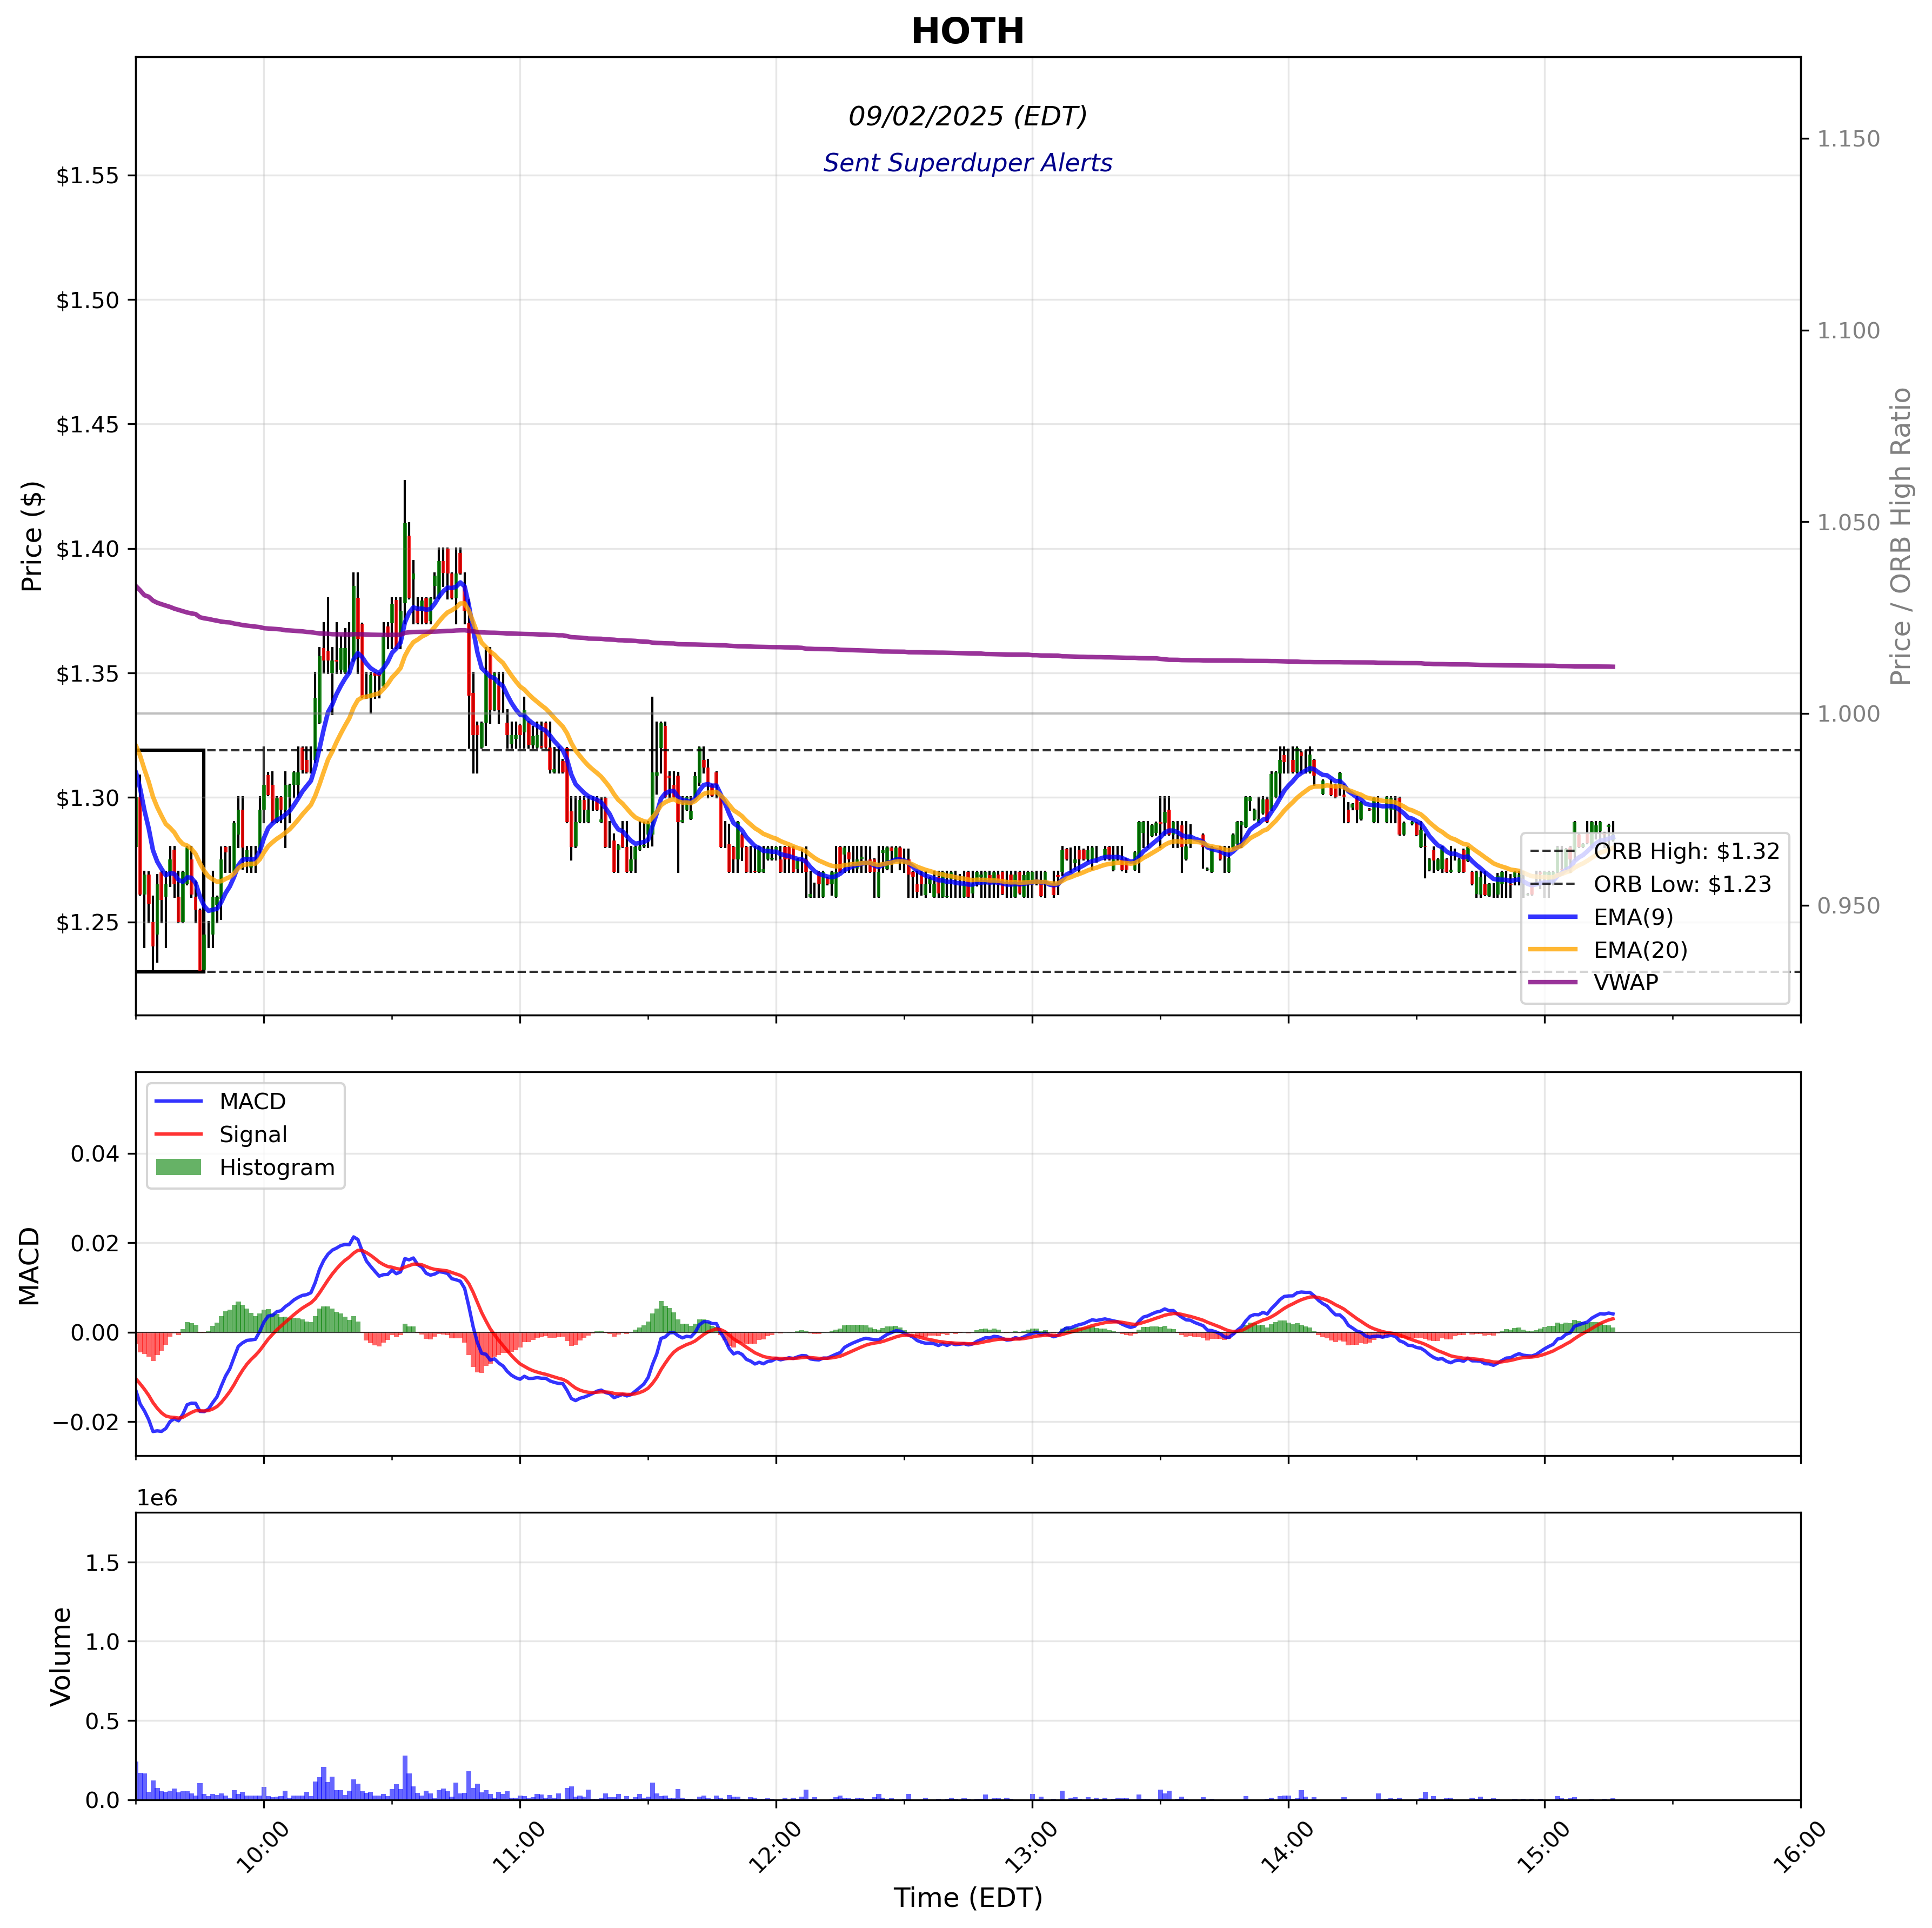 HOTH
09/02/2025 (EDT)
Sent Superduper Alerts
Price ($)
$1.55
$1.50
$1.45
$1.40
$1.35
$1.30
$1.25
1.150
1.100
1.050
1.000
0.950
Price / ORB High Ratio
ORB High: $1.32
ORB Low: $1.23
EMA(9)
EMA(20)
VWAP
MACD
Signal
Histogram
MACD
0.04
0.02
0.00
−0.02
1e6
Volume
1.5
1.0
0.5
0.0
10:00
11:00
12:00
13:00
14:00
15:00
16:00
Time (EDT)